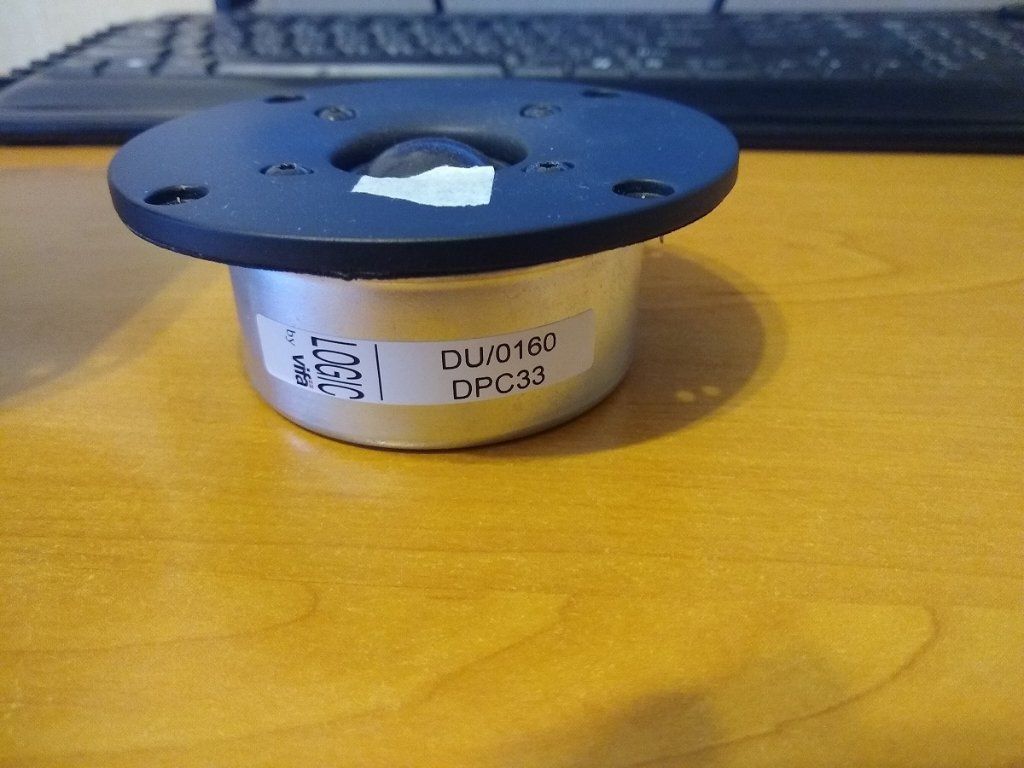 LOGIC
by vifa
DU/0160
DPC33